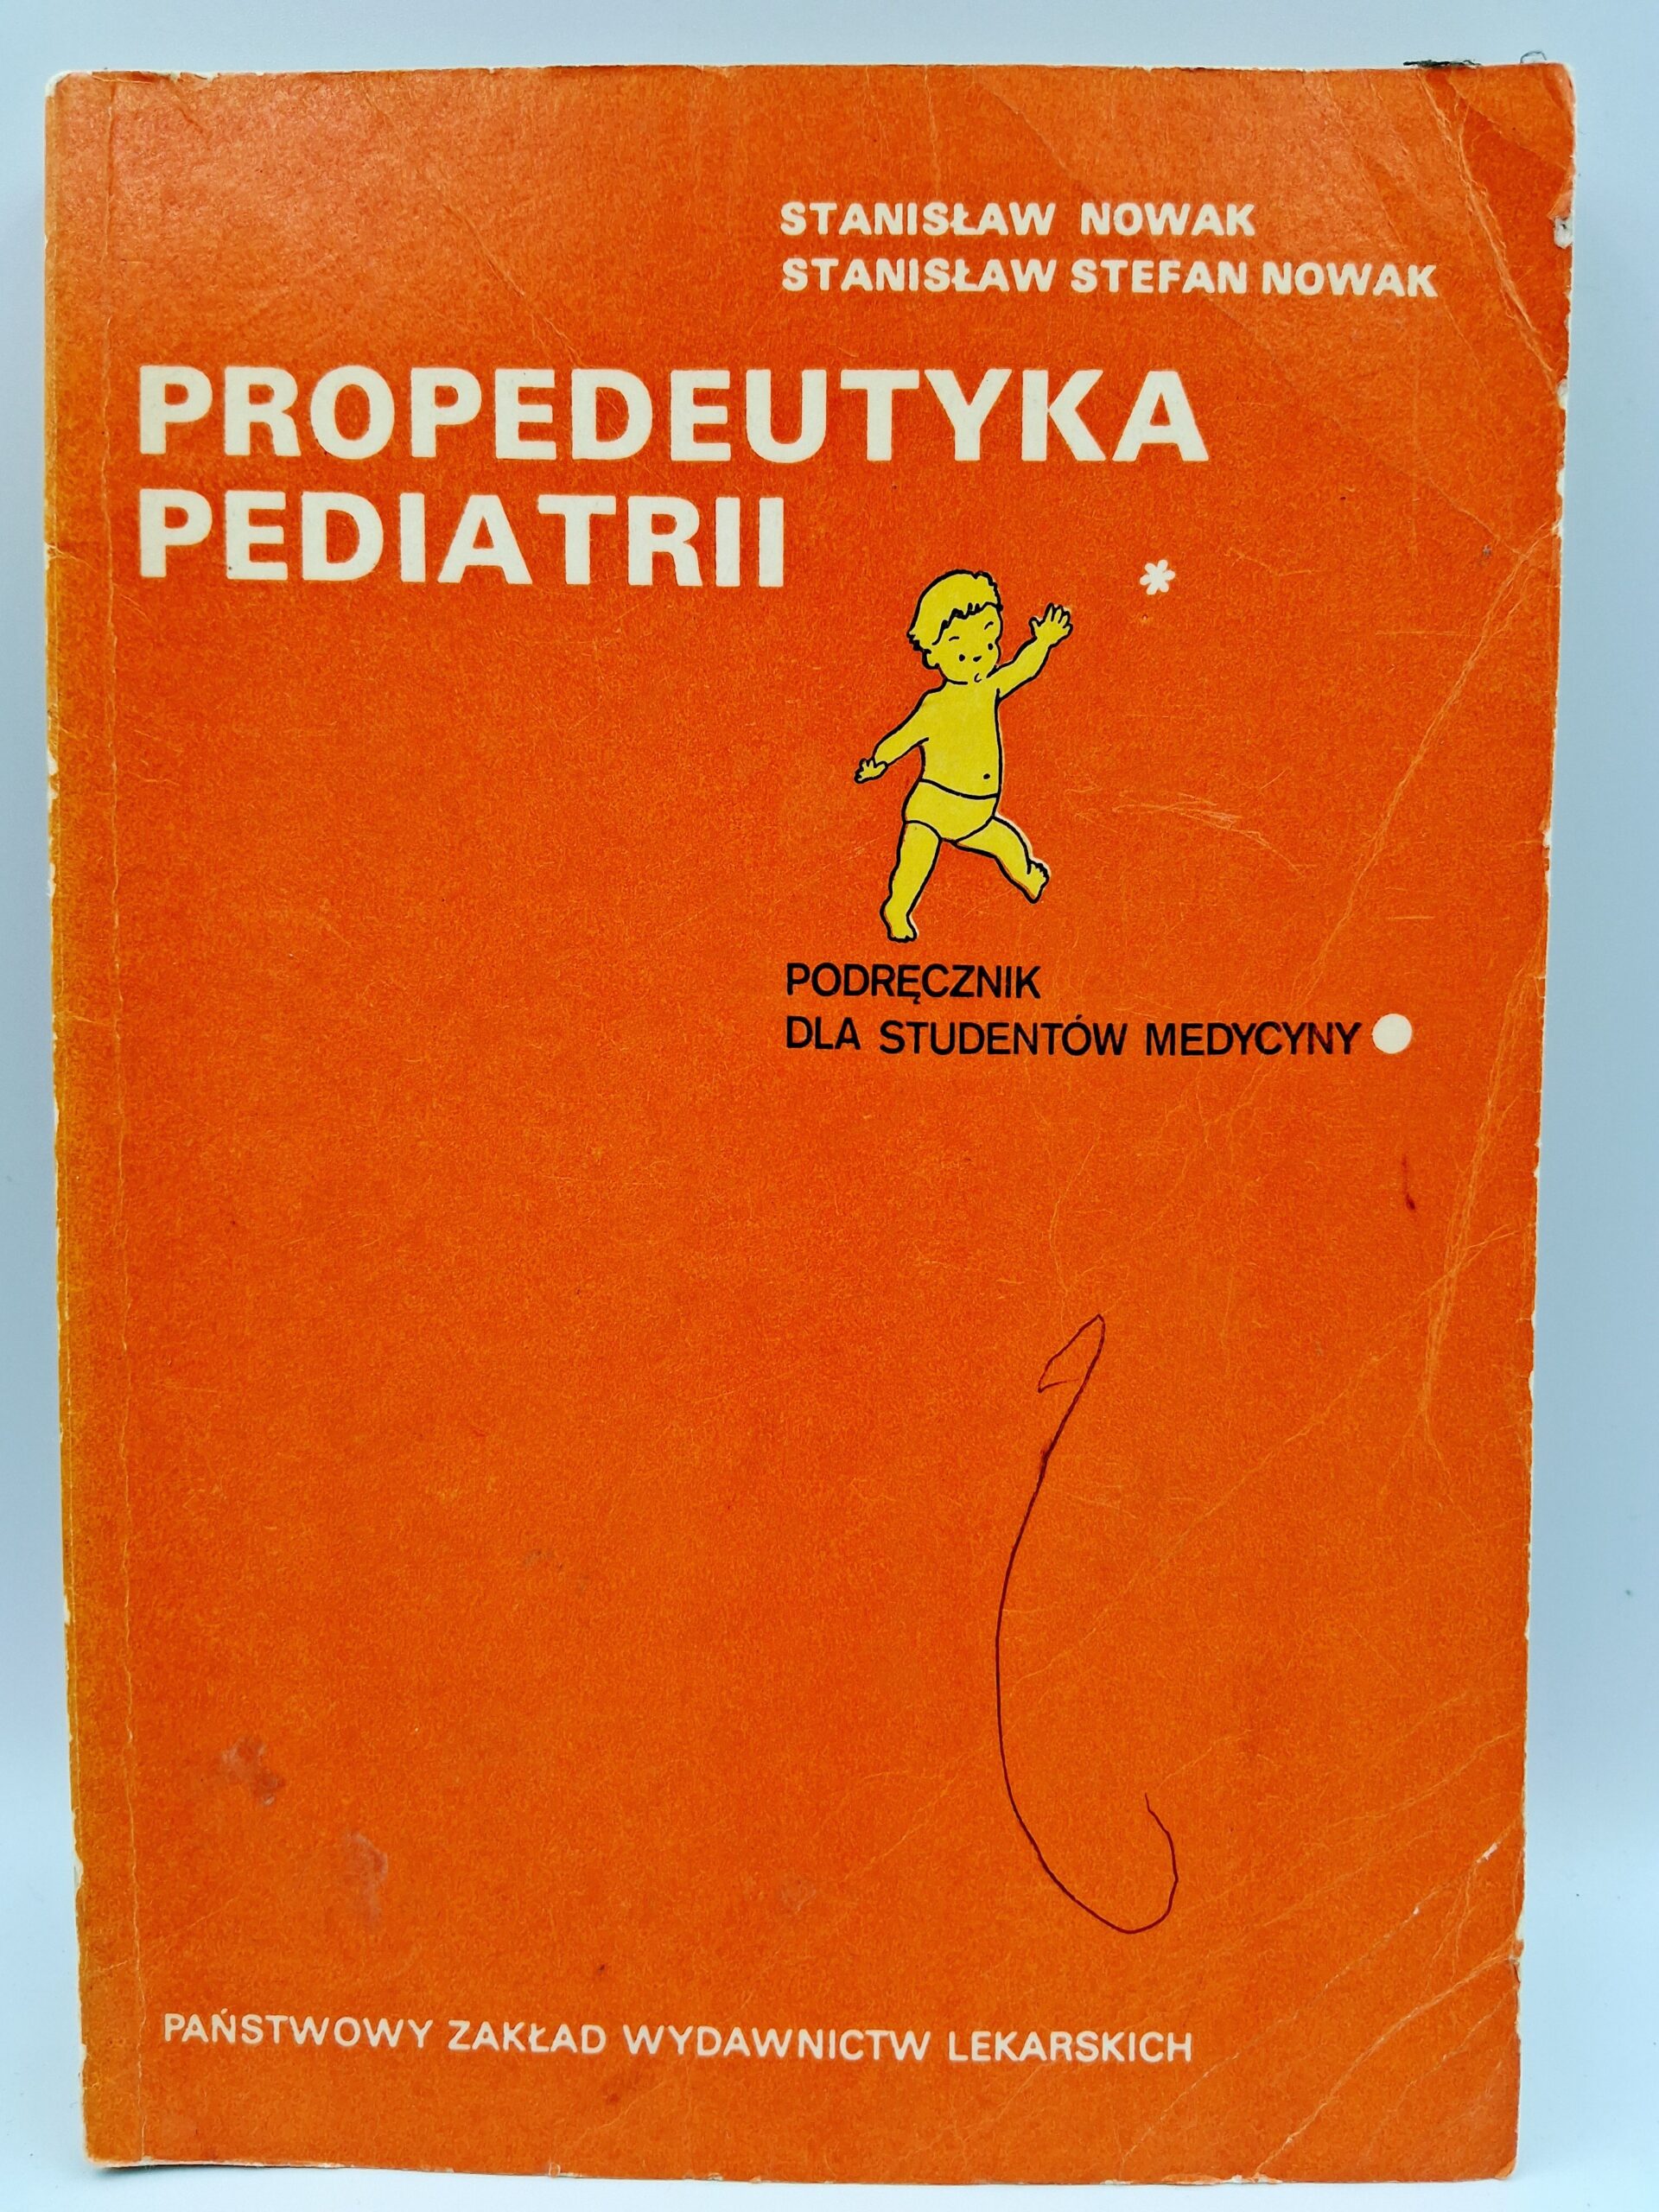 STANISŁAW NOWAK
STANISŁAW STEFAN NOWAK
PROPEDEUTYKA
PEDIATRII
*
PODRĘCZNIK
DLA STUDENTÓW MEDYCYNY
PAŃSTWOWY ZAKŁAD WYDAWNICTW LEKARSKICH